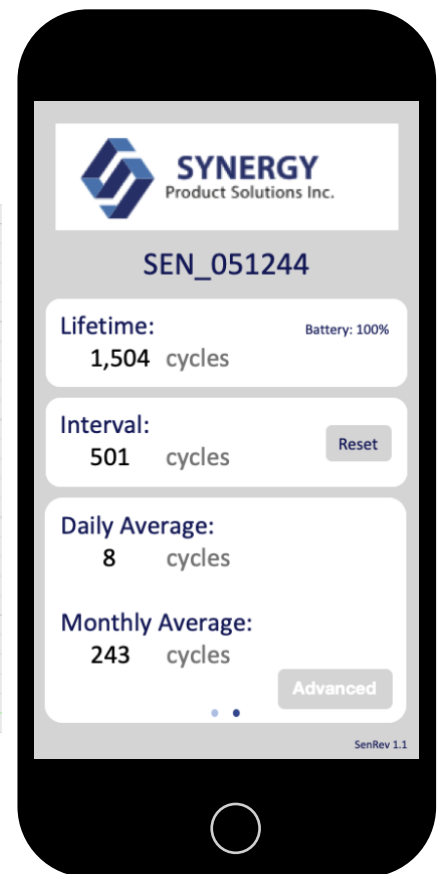 SYNERGY
Product Solutions Inc.
SEN_051244
Lifetime:
Battery: 100%
1,504 cycles
Interval:
501 cycles
Reset
Daily Average:
8 cycles
Monthly Average:
243 cycles
Advanced
SenRev 1.1